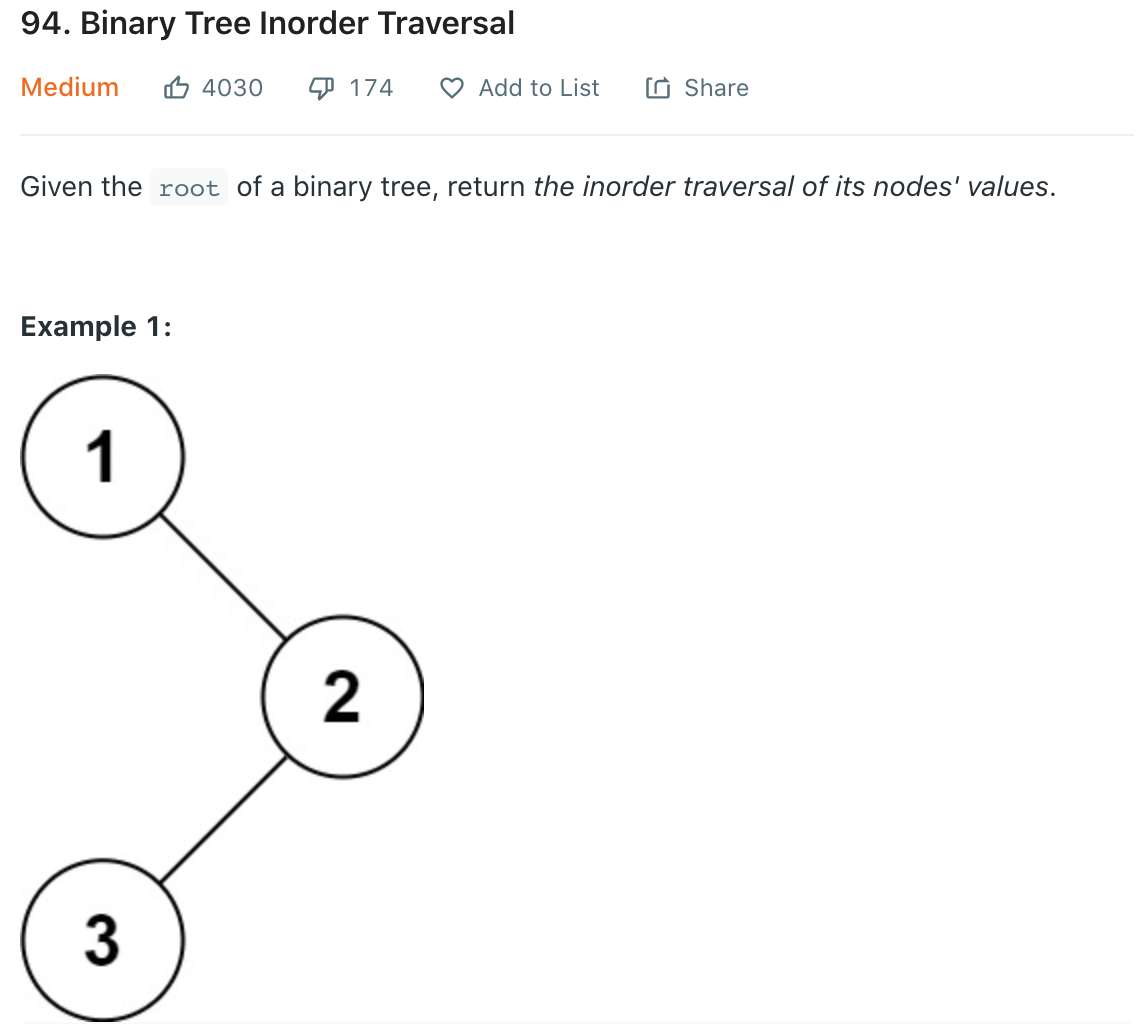 94. Binary Tree Inorder Traversal
Medium 4030 174 Add to List Share
Given the root of a binary tree, return the inorder traversal of its nodes' values.
Example 1:
1
2
3